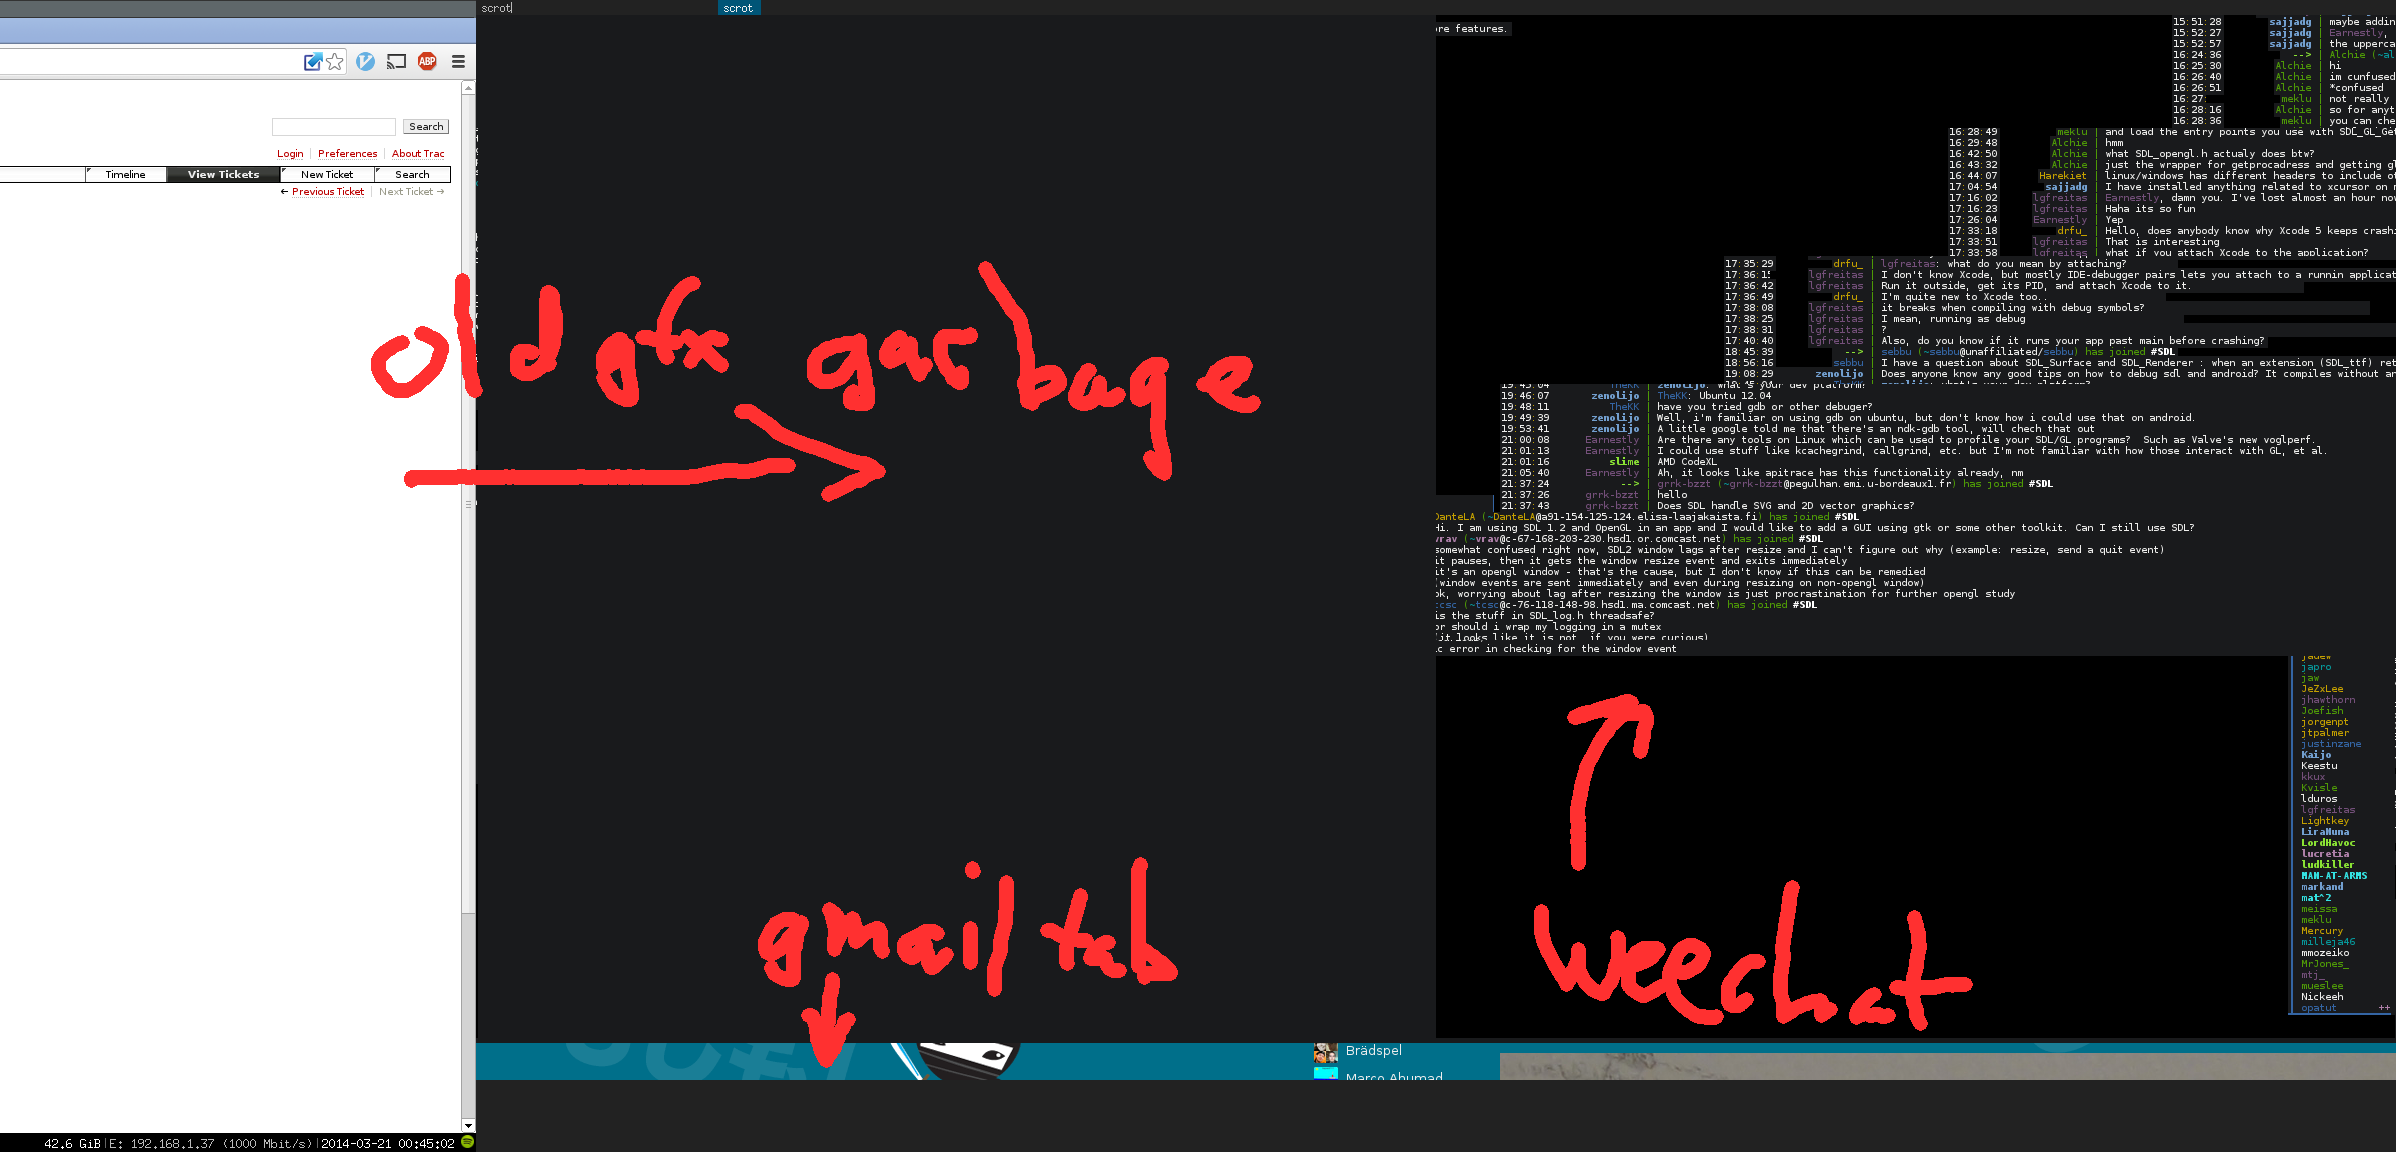 scrot scrot
ore features.
Search
Login Preferences About Trac
Timeline View Tickets New Ticket Search
← Previous Ticket Next Ticket →
15:51:28 sajjadg | maybe addin
15:52:27 sajjadg | Earnestly,
15:52:57 sajjadg | the upperca
16:24:36 --> | Alchie (~al
16:25:30 Alchie | hi
16:26:40 Alchie | im cunfused
16:26:51 Alchie | *confused
16:27: meklu | not really
16:28:16 Alchie | so for anyt
16:28:36 meklu | you can che
16:28:49 meklu | and load the entry points you use with SDL_GL_Get
16:29:48 Alchie | hmm
16:42:50 Alchie | what SDL_opengl.h actualy does btw?
16:43:32 Alchie | just the wrapper for getprocadress and getting gl
16:44:07 Harekiet | linux/windows has different headers to include ot
17:04:54 sajjadg | I have installed anything related to xcursor on m
17:16:02 lgfreitas | Earnestly, damn you. I've lost almost an hour now
17:16:23 lgfreitas | Haha its so fun
17:26:04 Earnestly | Yep
17:33:18 drfu_ | Hello, does anybody know why Xcode 5 keeps crashi
17:33:51 lgfreitas | That is interesting
17:33:58 lgfreitas | what if you attach Xcode to the application?
17:35:29 drfu_ | lgfreitas: what do you mean by attaching?
17:36:15 lgfreitas | I don't know Xcode, but mostly IDE-debugger pairs lets you attach to a runnin applicat
17:36:42 lgfreitas | Run it outside, get its PID, and attach Xcode to it.
17:36:49 drfu_ | I'm quite new to Xcode too..
17:38:08 lgfreitas | it breaks when compiling with debug symbols?
17:38:25 lgfreitas | I mean, running as debug
17:38:31 lgfreitas | ?
17:40:40 lgfreitas | Also, do you know if it runs your app past main before crashing?
18:45:39 --> | sebbu (~sebbu@unaffiliated/sebbu) has joined #SDL
18:56:16 sebbu | I have a question about SDL_Surface and SDL_Renderer : when an extension (SDL_ttf) ret
19:08:29 zenolijo | Does anyone know any good tips on how to debug sdl and android? It compiles without an
19:45:04 TheKK | zenolijo: what's your dev platform?
19:46:07 zenolijo | TheKK: Ubuntu 12.04
19:48:11 TheKK | have you tried gdb or other debuger?
19:49:39 zenolijo | Well, i'm familiar on using gdb on ubuntu, but don't know how i could use that on android.
19:53:41 zenolijo | A little google told me that there's an ndk-gdb tool, will chech that out
21:00:08 Earnestly | Are there any tools on Linux which can be used to profile your SDL/GL programs?  Such as Valve's new voglperf.
21:01:13 Earnestly | I could use stuff like kcachegrind, callgrind, etc. but I'm not familiar with how those interact with GL, et al.
21:01:16 slime | AMD CodeXL
21:05:40 Earnestly | Ah, it looks like apitrace has this functionality already, nm
21:37:24 --> | grrk-bzzt (~grrk-bzzt@pegulhan.emi.u-bordeaux1.fr) has joined #SDL
21:37:26 grrk-bzzt | hello
21:37:43 grrk-bzzt | Does SDL handle SVG and 2D vector graphics?
DanteLA (~DanteLA@a91-154-125-124.elisa-laajakaista.fi) has joined #SDL
Hi. I am using SDL 1.2 and OpenGL in an app and I would like to add a GUI using gtk or some other toolkit. Can I still use SDL?
vrav (~vrav@c-67-168-203-230.hsd1.or.comcast.net) has joined #SDL
somewhat confused right now, SDL2 window lags after resize and I can't figure out why (example: resize, send a quit event)
it pauses, then it gets the window resize event and exits immediately
it's an opengl window - that's the cause, but I don't know if this can be remedied
(window events are sent immediately and even during resizing on non-opengl window)
ok, worrying about lag after resizing the window is just procrastination for further opengl study
tcsc (~tcsc@c-76-118-148-98.hsd1.ma.comcast.net) has joined #SDL
is the stuff in SDL_log.h threadsafe?
or should i wrap my logging in a mutex
(it looks like it is not, if you were curious)
ic error in checking for the window event
old gfx garbage
gmail tab
weechat
jadew
japro
jaw
JeZxLee
jhawthorn
Joefish
jorgenpt
jtpalmer
justinzane
Kaijo
Keestu
kkux
Kvisle
lduros
lgfreitas
Lightkey
LiraNuna
LordHavoc
lucretia
ludkiller
MAN-AT-ARMS
markand
mat^2
meissa
meklu
Mercury
milleja46
mmozeiko
MrJones_
mtj_
mueslee
Nickeeh
opatut ++
Brädspel
Marco Ahumad
42.6 GiB|E: 192.168.1.37 (1000 Mbit/s)|2014-03-21 00:45:02
ABP